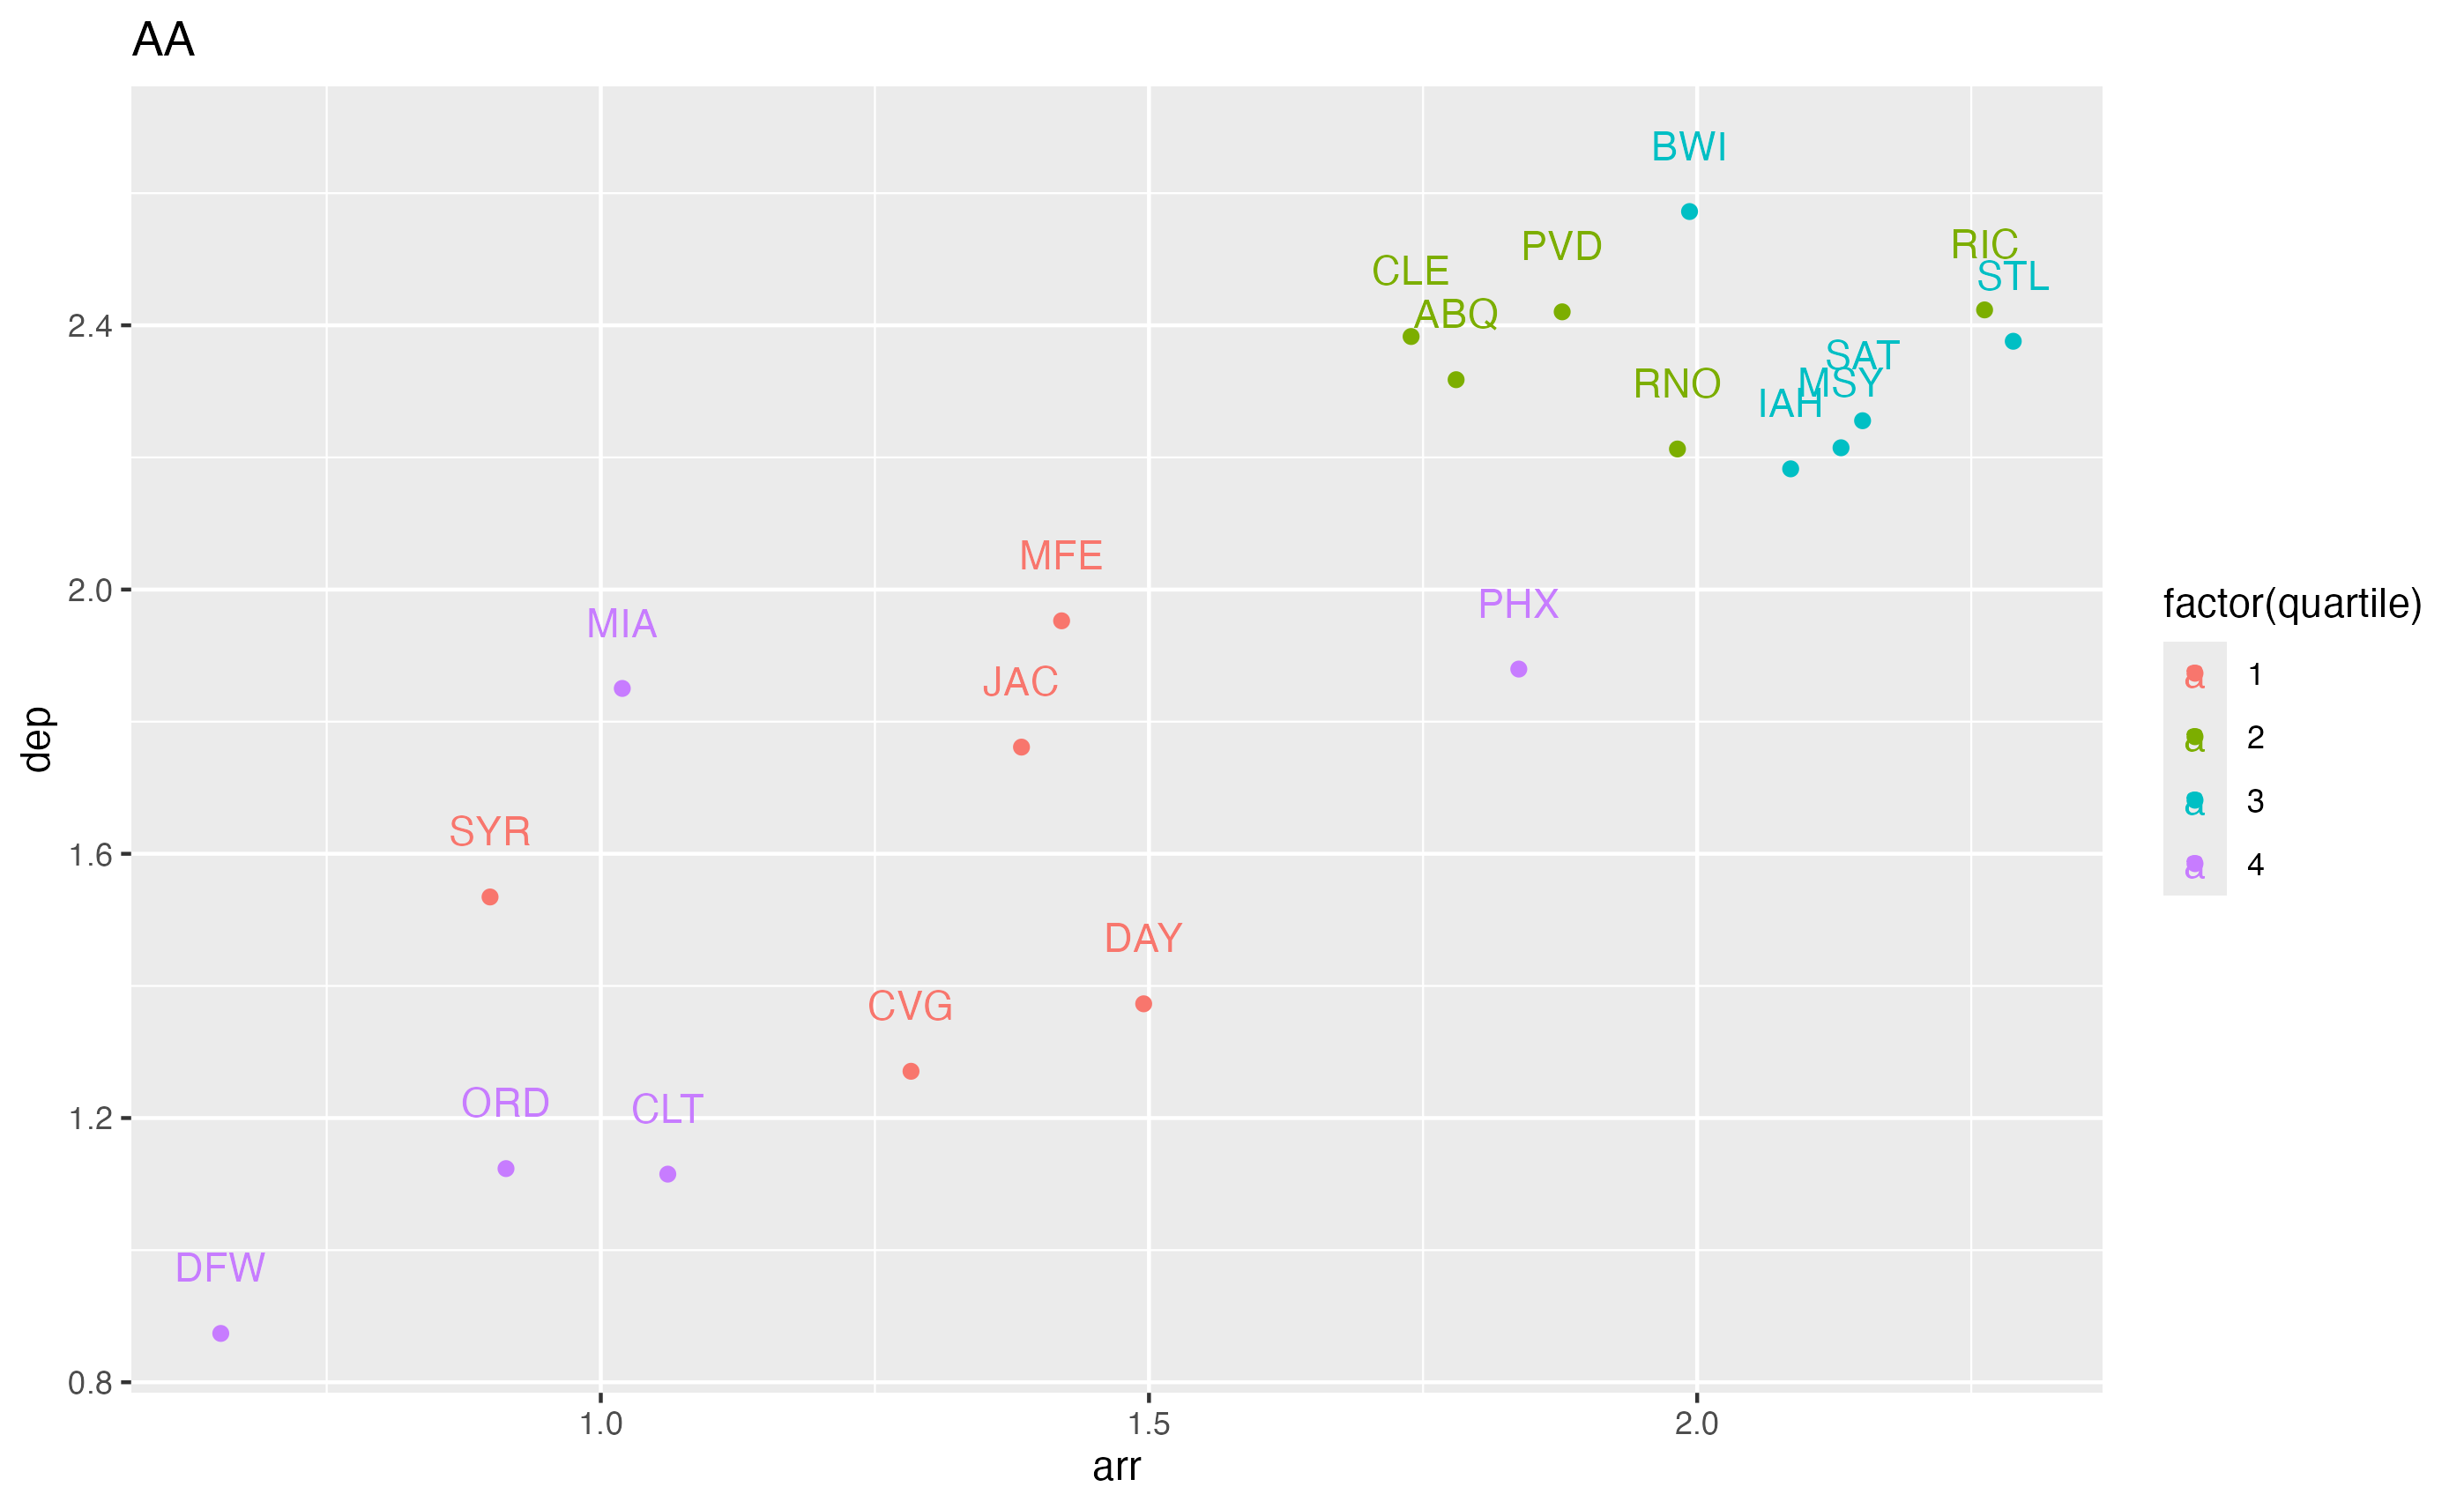 AA
BWI
PVD
RIC
CLE
STL
ABQ
2.4
SAT
RNO
MSY
IAH
MFE
2.0
MIA
PHX
JAC
SYR
1.6
DAY
CVG
ORD
CLT
1.2
DFW
0.8
1.0 1.5 2.0
arr
dep
factor(quartile)
a 1
a 2
a 3
a 4